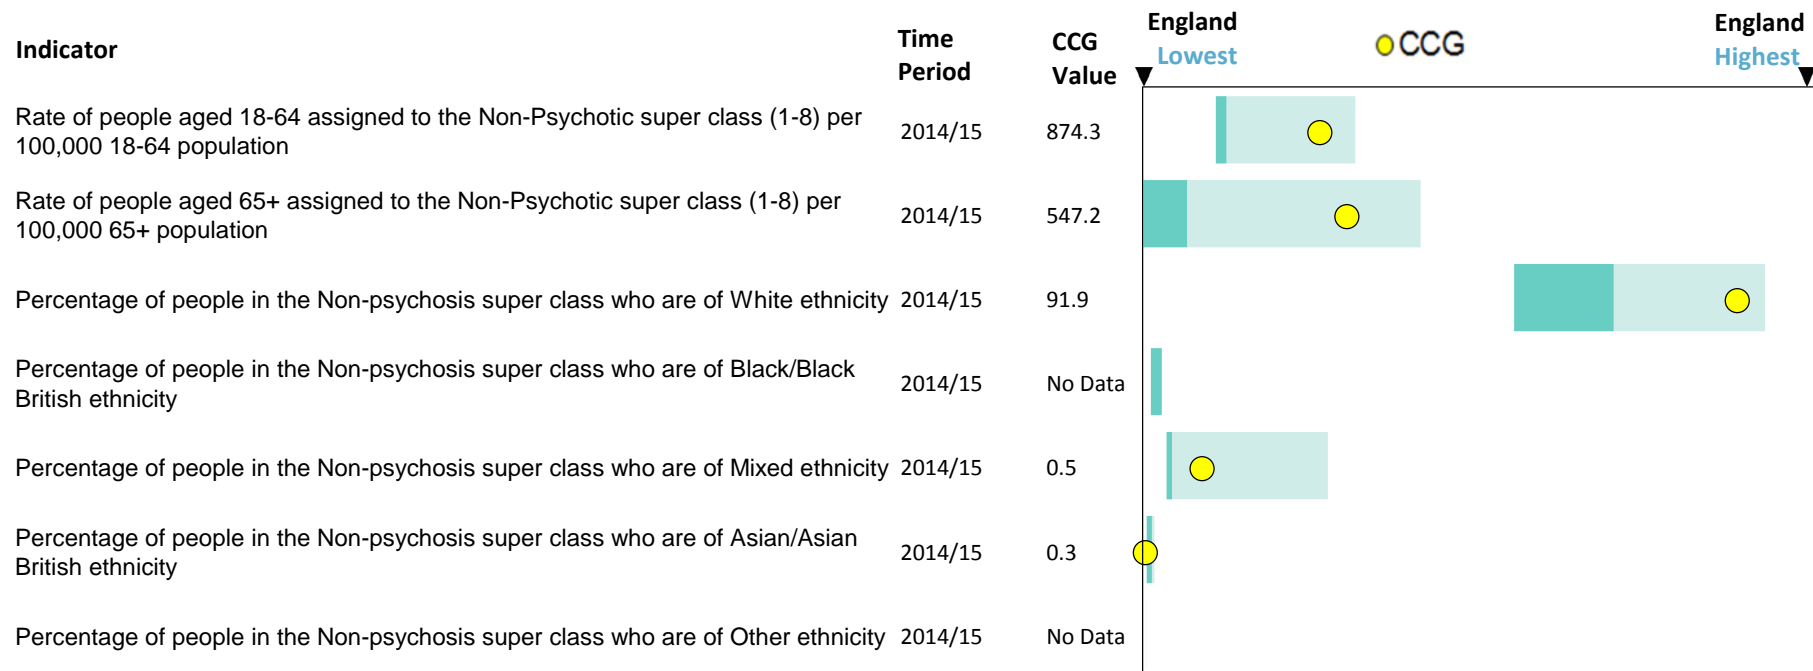 Indicator
Time
Period
CCG
Value
England
Lowest
CCG
England
Highest
Rate of people aged 18-64 assigned to the Non-Psychotic super class (1-8) per
100,000 18-64 population
2014/15
874.3
Rate of people aged 65+ assigned to the Non-Psychotic super class (1-8) per
100,000 65+ population
2014/15
547.2
Percentage of people in the Non-psychosis super class who are of White ethnicity
2014/15
91.9
Percentage of people in the Non-psychosis super class who are of Black/Black
British ethnicity
2014/15
No Data
Percentage of people in the Non-psychosis super class who are of Mixed ethnicity
2014/15
0.5
Percentage of people in the Non-psychosis super class who are of Asian/Asian
British ethnicity
2014/15
0.3
Percentage of people in the Non-psychosis super class who are of Other ethnicity
2014/15
No Data